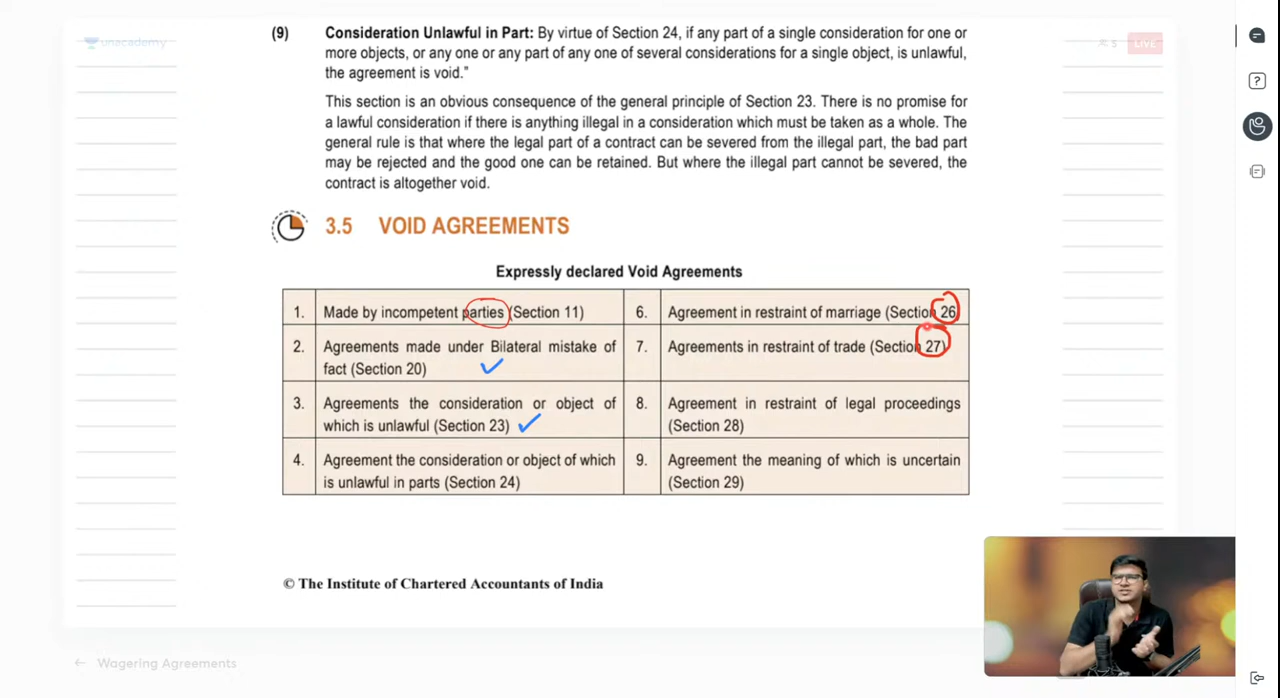 (9) Consideration Unlawful in Part: By virtue of Section 24, if any part of a single consideration for one or
more objects, or any one or any part of any one of several considerations for a single object, is unlawful,
the agreement is void."
unacademy
5 LIVE
This section is an obvious consequence of the general principle of Section 23. There is no promise for
a lawful consideration if there is anything illegal in a consideration which must be taken as a whole. The
general rule is that where the legal part of a contract can be severed from the illegal part, the bad part
may be rejected and the good one can be retained. But where the illegal part cannot be severed, the
contract is altogether void.
3.5 VOID AGREEMENTS
Expressly declared Void Agreements
1. Made by incompetent parties (Section 11)
6. Agreement in restraint of marriage (Section 26)
2. Agreements made under Bilateral mistake of
fact (Section 20)
7. Agreements in restraint of trade (Section 27)
3. Agreements the consideration or object of
which is unlawful (Section 23)
8. Agreement in restraint of legal proceedings
(Section 28)
4. Agreement the consideration or object of which
is unlawful in parts (Section 24)
9. Agreement the meaning of which is uncertain
(Section 29)
© The Institute of Chartered Accountants of India
← Wagering Agreements